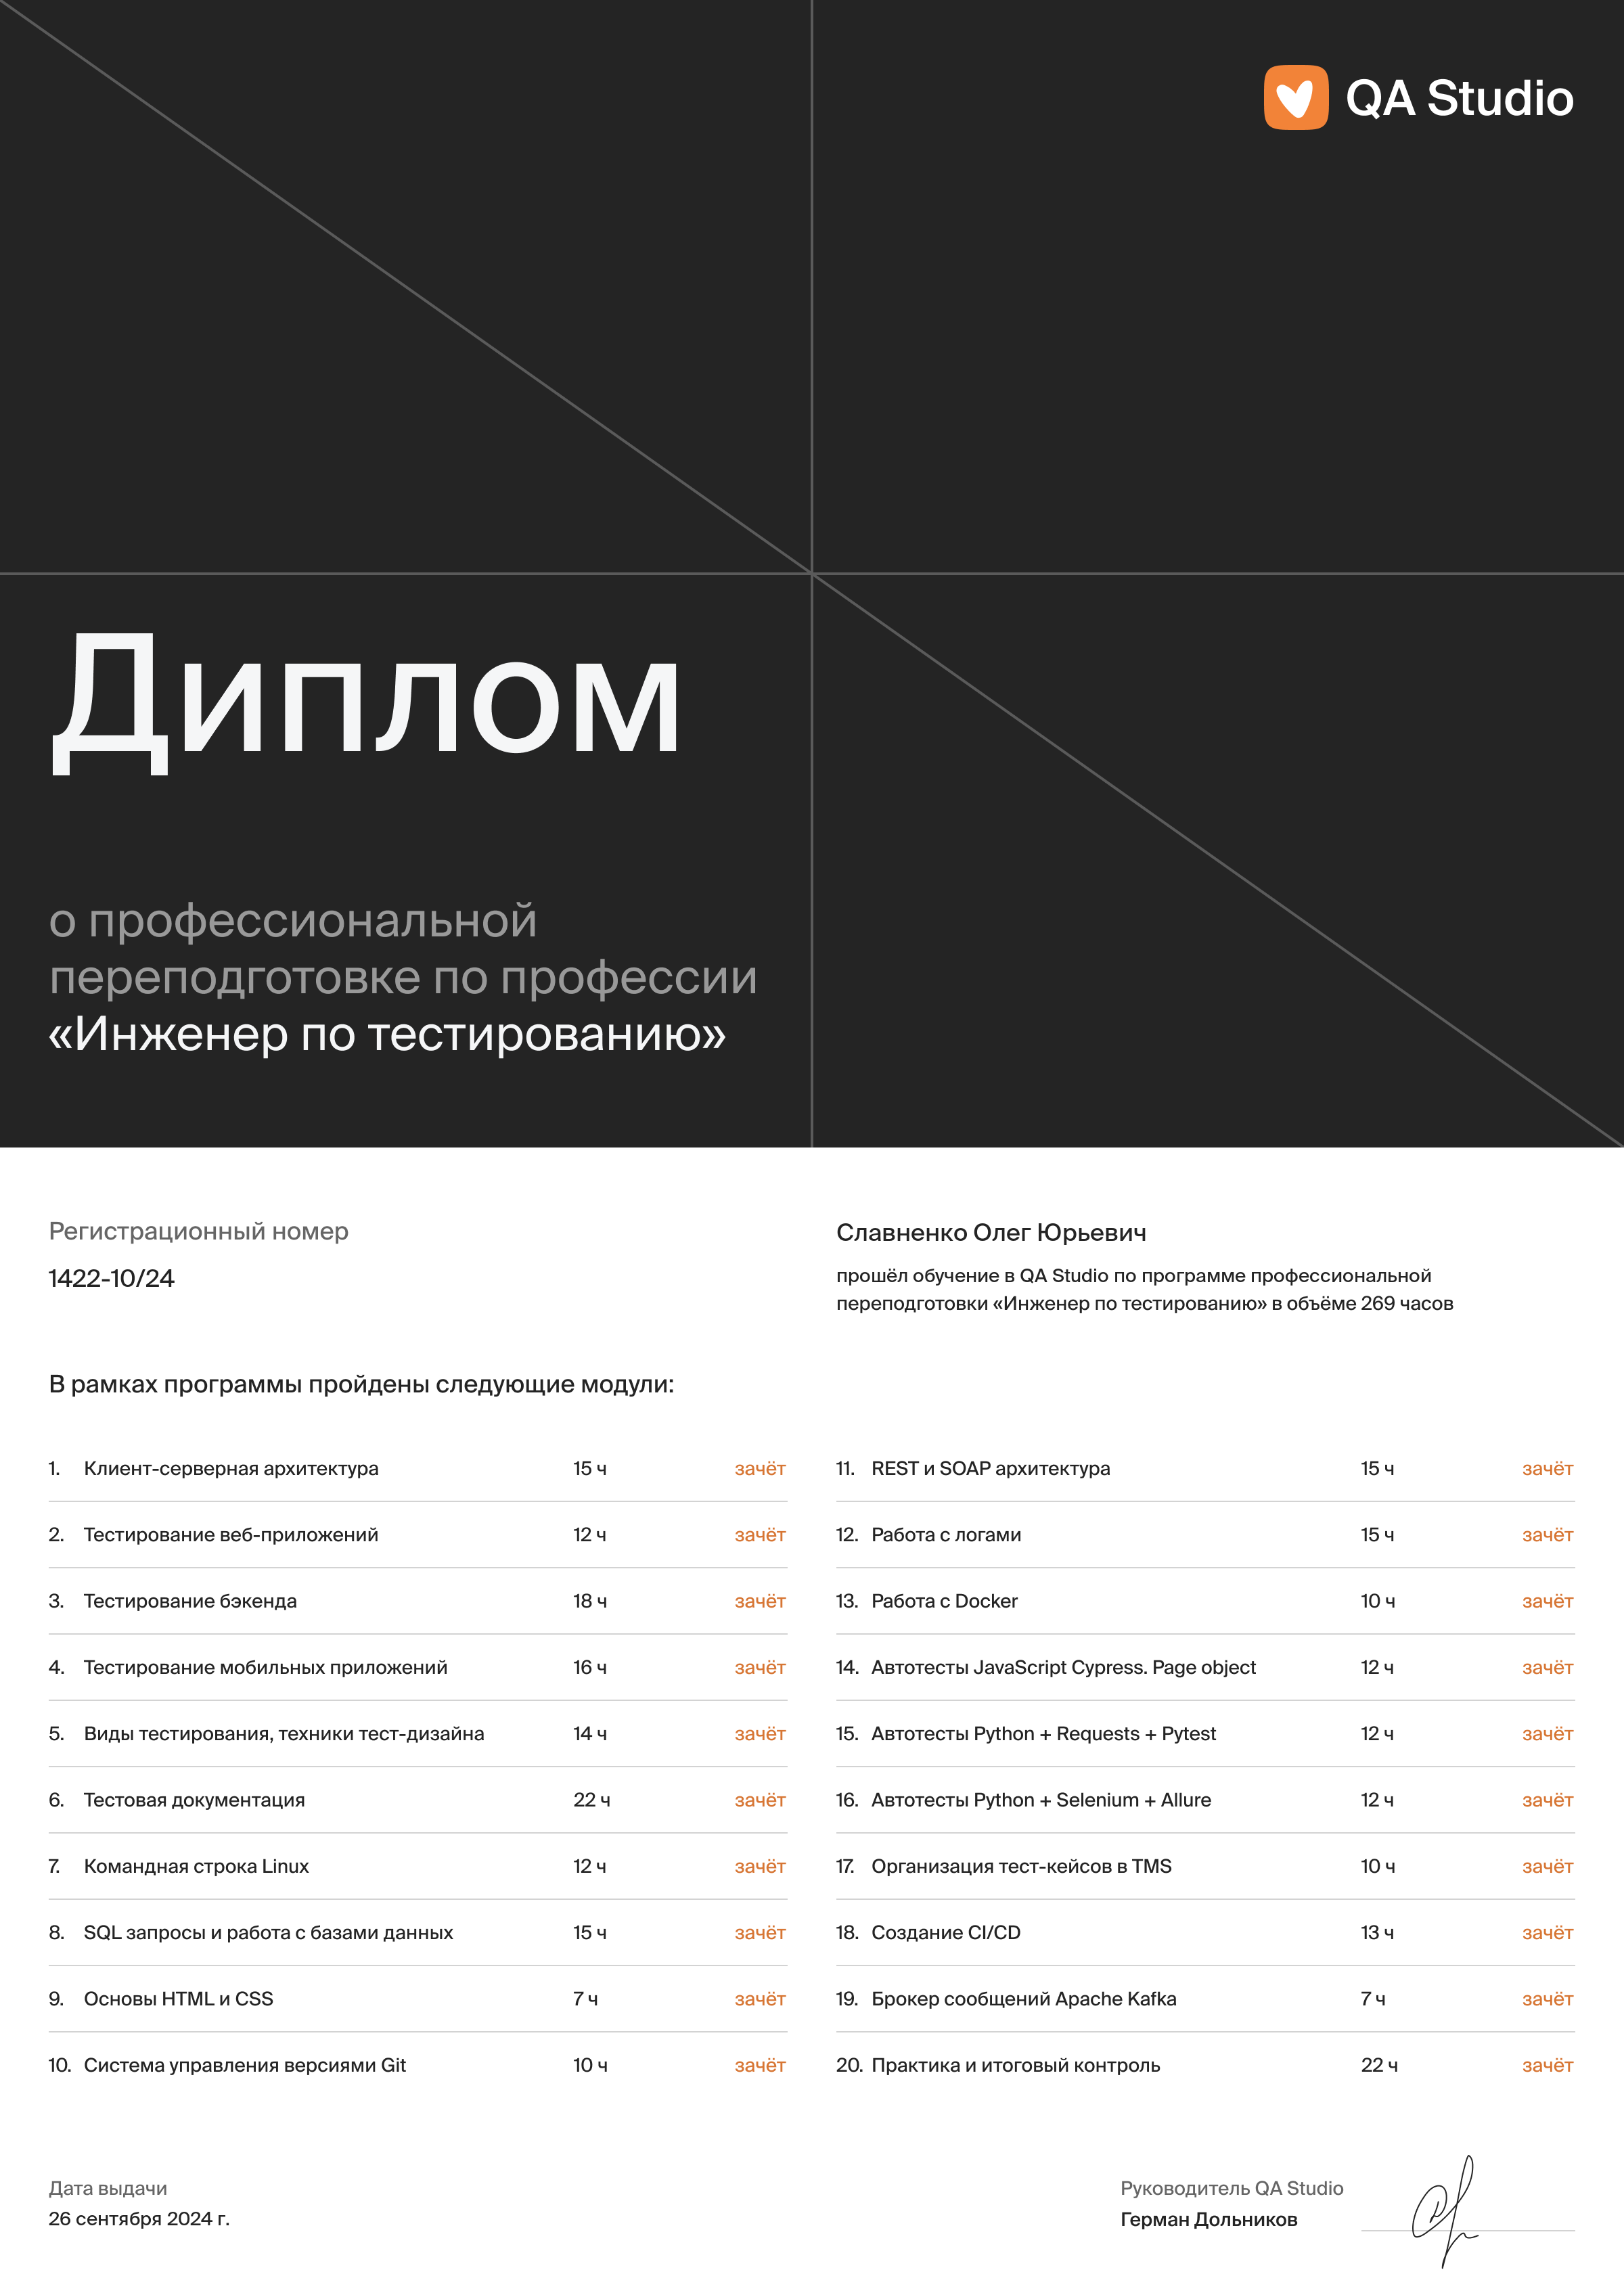 QA Studio
Диплом
о профессиональной
переподготовке по профессии
«Инженер по тестированию»
Регистрационный номер
1422-10/24
Славненко Олег Юрьевич
прошёл обучение в QA Studio по программе профессиональной
переподготовки «Инженер по тестированию» в объёме 269 часов
В рамках программы пройдены следующие модули:
1. Клиент-серверная архитектура 15 ч зачёт
2. Тестирование веб-приложений 12 ч зачёт
3. Тестирование бэкенда 18 ч зачёт
4. Тестирование мобильных приложений 16 ч зачёт
5. Виды тестирования, техники тест-дизайна 14 ч зачёт
6. Тестовая документация 22 ч зачёт
7. Командная строка Linux 12 ч зачёт
8. SQL запросы и работа с базами данных 15 ч зачёт
9. Основы HTML и CSS 7 ч зачёт
10. Система управления версиями Git 10 ч зачёт
11. REST и SOAP архитектура 15 ч зачёт
12. Работа с логами 15 ч зачёт
13. Работа с Docker 10 ч зачёт
14. Автотесты JavaScript Cypress. Page object 12 ч зачёт
15. Автотесты Python + Requests + Pytest 12 ч зачёт
16. Автотесты Python + Selenium + Allure 12 ч зачёт
17. Организация тест-кейсов в TMS 10 ч зачёт
18. Создание CI/CD 13 ч зачёт
19. Брокер сообщений Apache Kafka 7 ч зачёт
20. Практика и итоговый контроль 22 ч зачёт
Дата выдачи
26 сентября 2024 г.
Руководитель QA Studio
Герман Дольников